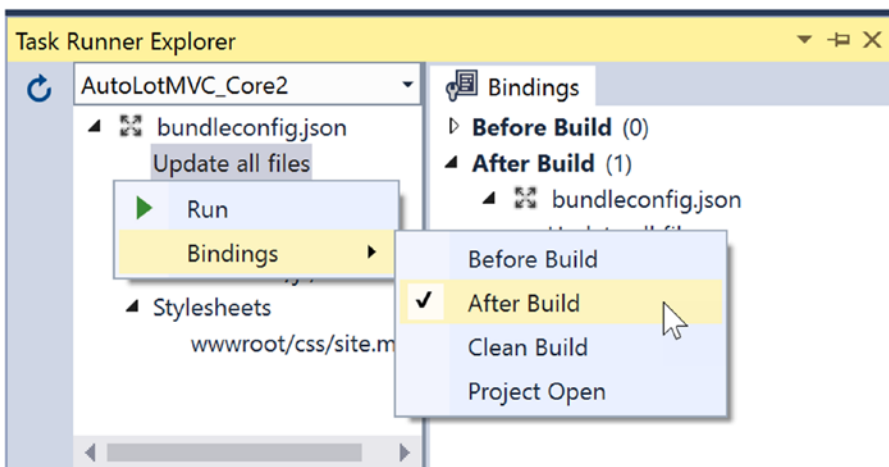 Task Runner Explorer
AutoLotMVC_Core2
bundleconfig.json
Update all files
Run
Bindings
Stylesheets
wwwroot/css/site.m
Bindings
Before Build (0)
After Build (1)
bundleconfig.json
Before Build
After Build
Clean Build
Project Open